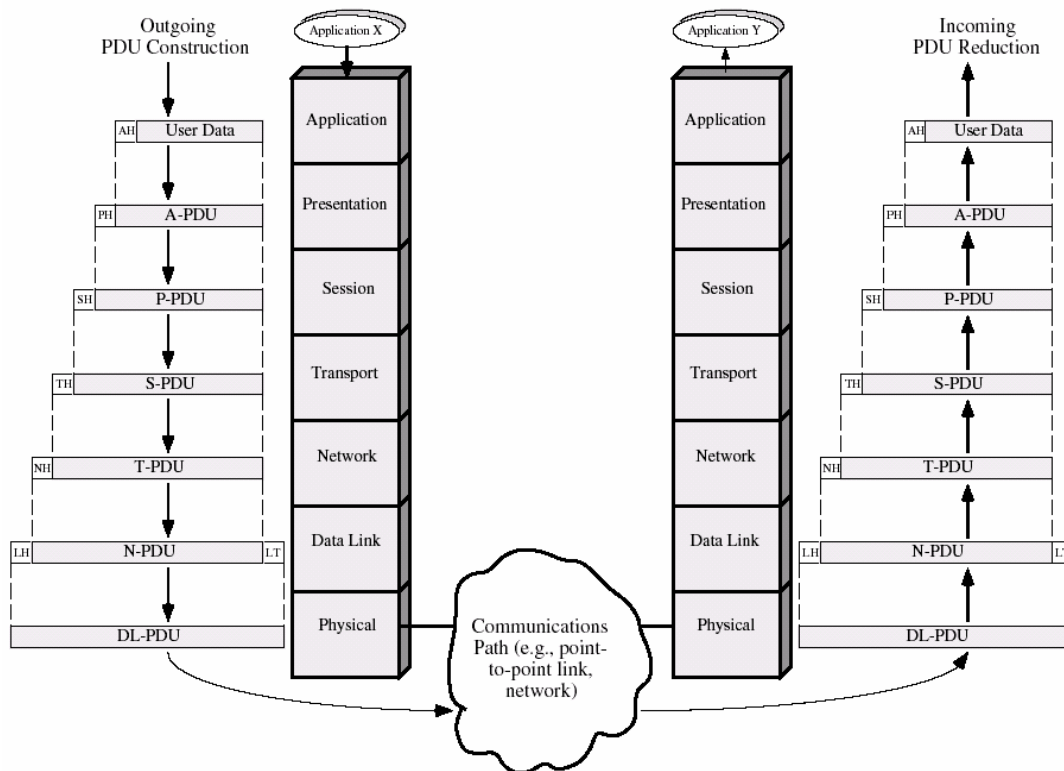 Outgoing
PDU Construction
Application X
Application Y
Incoming
PDU Reduction
AH
User Data
Application
Application
AH
User Data
PH
A-PDU
Presentation
Presentation
PH
A-PDU
SH
P-PDU
Session
Session
SH
P-PDU
TH
S-PDU
Transport
Transport
TH
S-PDU
NH
T-PDU
Network
Network
NH
T-PDU
LH
N-PDU
LT
Data Link
Data Link
LH
N-PDU
DL-PDU
Physical
Communications
Path (e.g., point-
to-point link,
network)
Physical
DL-PDU